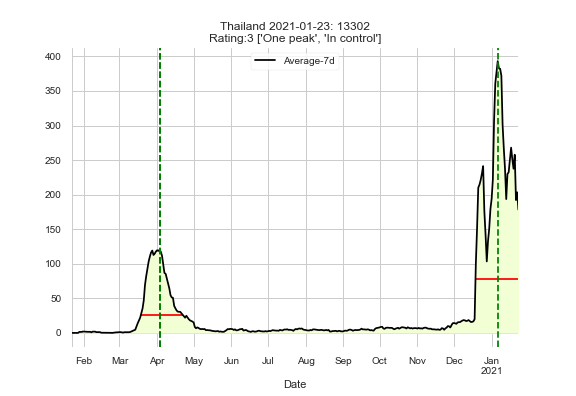 Thailand 2021-01-23: 13302
Rating:3 ['One peak', 'In control']
Average-7d
400
350
300
250
200
150
100
50
0
Feb Mar Apr May Jun Jul Aug Sep Oct Nov Dec Jan
2021
Date